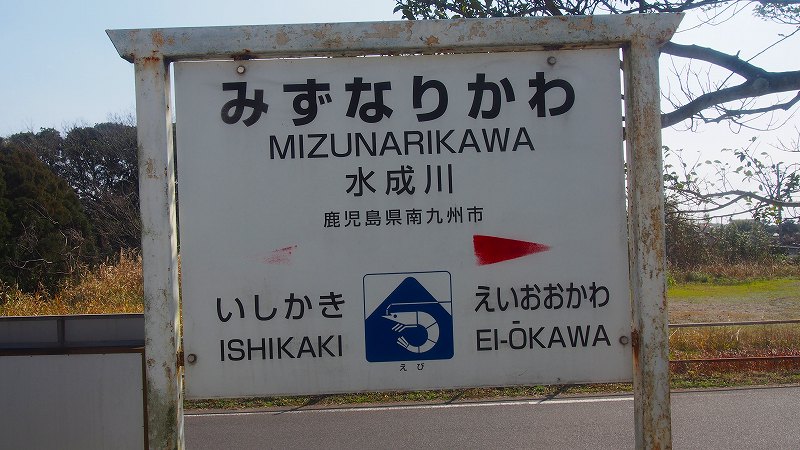 みずなりかわ
MIZUNARIKAWA
水成川
鹿児島県南九州市
いしかき
ISHIKAKI
えび
えいおおかわ
EI-ŌKAWA